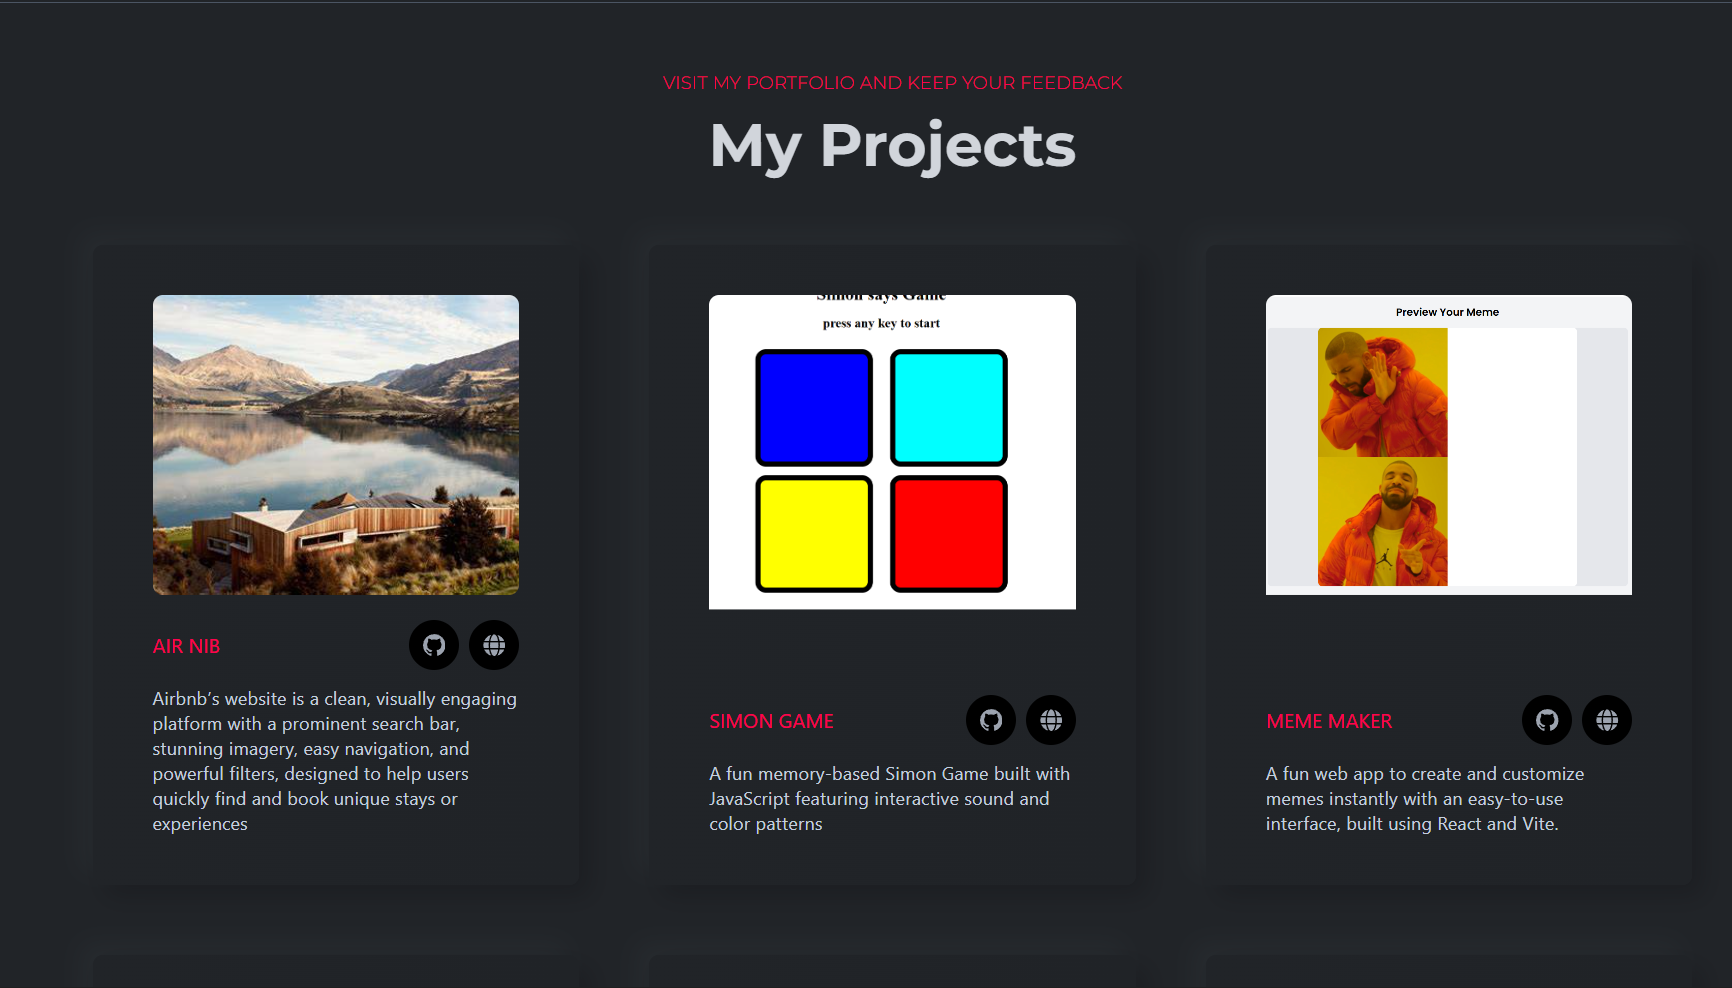 VISIT MY PORTFOLIO AND KEEP YOUR FEEDBACK
My Projects
Simon says Game
press any key to start
Preview Your Meme
AIR NIB
Airbnb’s website is a clean, visually engaging
platform with a prominent search bar,
stunning imagery, easy navigation, and
powerful filters, designed to help users
quickly find and book unique stays or
experiences
SIMON GAME
A fun memory-based Simon Game built with
JavaScript featuring interactive sound and
color patterns
MEME MAKER
A fun web app to create and customize
memes instantly with an easy-to-use
interface, built using React and Vite.